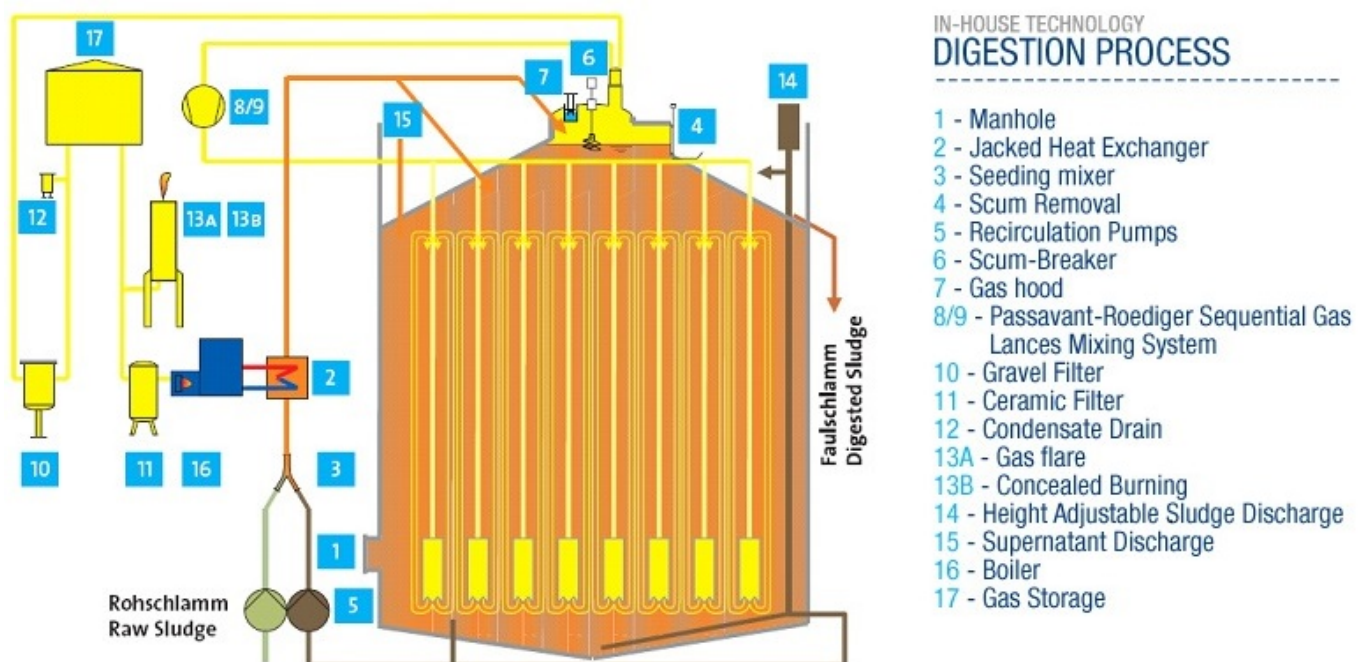 17
6
7
14
8/9
15
4
12
13A 13B
2
10
11
16
3
1
5
Rohschlamm
Raw Sludge
Faulschlamm
Digested Sludge
IN-HOUSE TECHNOLOGY
DIGESTION PROCESS
1 - Manhole
2 - Jacked Heat Exchanger
3 - Seeding mixer
4 - Scum Removal
5 - Recirculation Pumps
6 - Scum-Breaker
7 - Gas hood
8/9 - Passavant-Roediger Sequential Gas
Lances Mixing System
10 - Gravel Filter
11 - Ceramic Filter
12 - Condensate Drain
13A - Gas flare
13B - Concealed Burning
14 - Height Adjustable Sludge Discharge
15 - Supernatant Discharge
16 - Boiler
17 - Gas Storage